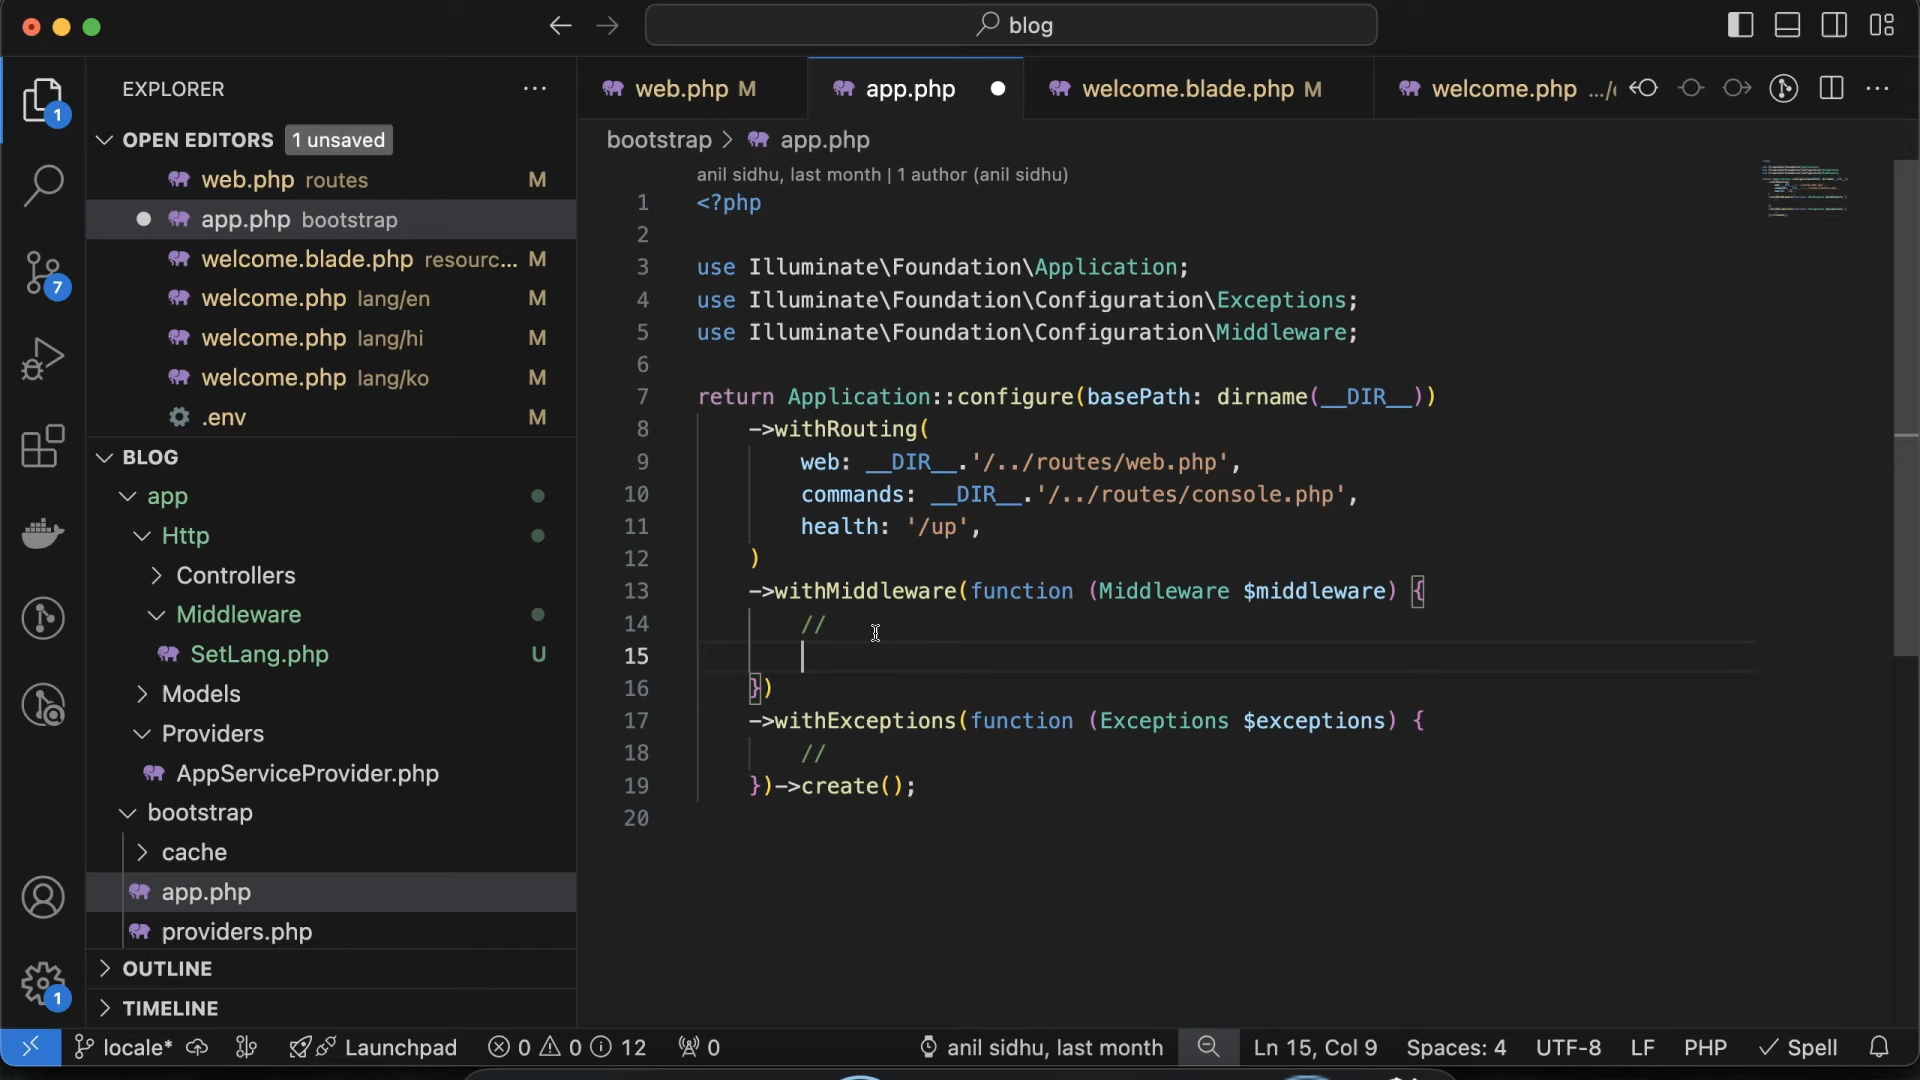 blog
EXPLORER
web.php M
app.php
welcome.blade.php M
welcome.php .../
OPEN EDITORS 1 unsaved
web.php routes M
app.php bootstrap
welcome.blade.php resourc... M
welcome.php lang/en M
welcome.php lang/hi M
welcome.php lang/ko M
.env M
BLOG
app
Http
Controllers
Middleware
SetLang.php U
Models
Providers
AppServiceProvider.php
bootstrap
cache
app.php
providers.php
OUTLINE
TIMELINE
1
7
1
bootstrap > app.php
anil sidhu, last month | 1 author (anil sidhu)
1 <?php
2
3 use Illuminate\Foundation\Application;
4 use Illuminate\Foundation\Configuration\Exceptions;
5 use Illuminate\Foundation\Configuration\Middleware;
6
7 return Application::configure(basePath: dirname(__DIR__))
8 ->withRouting(
9 web: __DIR__.'/../routes/web.php',
10 commands: __DIR__.'/../routes/console.php',
11 health: '/up',
12 )
13 ->withMiddleware(function (Middleware $middleware) {
14 //
15
16 })
17 ->withExceptions(function (Exceptions $exceptions) {
18 //
19 })->create();
20
locale* Launchpad 0 0 12 0 anil sidhu, last month Ln 15, Col 9 Spaces: 4 UTF-8 LF PHP Spell